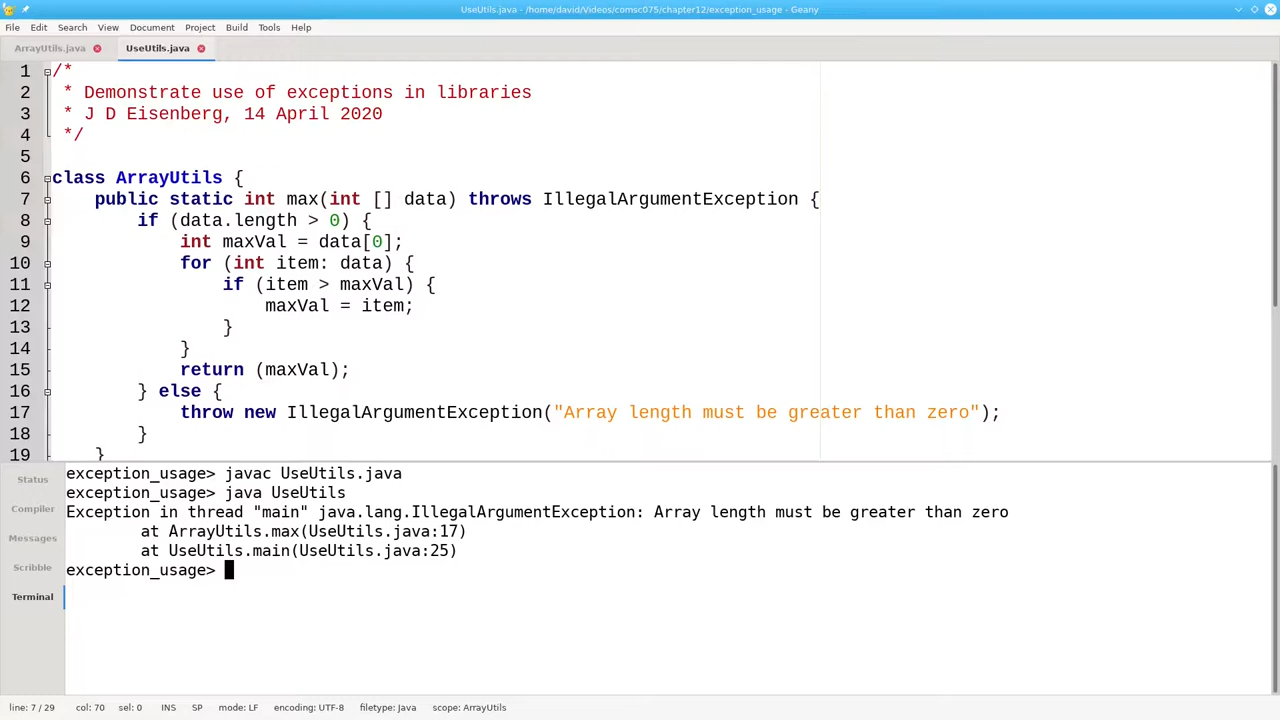 UseUtils.java - /home/david/Videos/comsc075/chapter12/exception_usage - Geany
File Edit Search View Document Project Build Tools Help
ArrayUtils.java UseUtils.java
1 /*
2  * Demonstrate use of exceptions in libraries
3  * J D Eisenberg, 14 April 2020
4  */
5
6 class ArrayUtils {
7     public static int max(int [] data) throws IllegalArgumentException {
8         if (data.length > 0) {
9             int maxVal = data[0];
10             for (int item: data) {
11                 if (item > maxVal) {
12                     maxVal = item;
13                 }
14             }
15             return (maxVal);
16         } else {
17             throw new IllegalArgumentException("Array length must be greater than zero");
18         }
19     }
Status
Compiler
Messages
Scribble
Terminal
exception_usage> javac UseUtils.java
exception_usage> java UseUtils
Exception in thread "main" java.lang.IllegalArgumentException: Array length must be greater than zero
        at ArrayUtils.max(UseUtils.java:17)
        at UseUtils.main(UseUtils.java:25)
exception_usage>
line: 7 / 29 col: 70 sel: 0 INS SP mode: LF encoding: UTF-8 filetype: Java scope: ArrayUtils